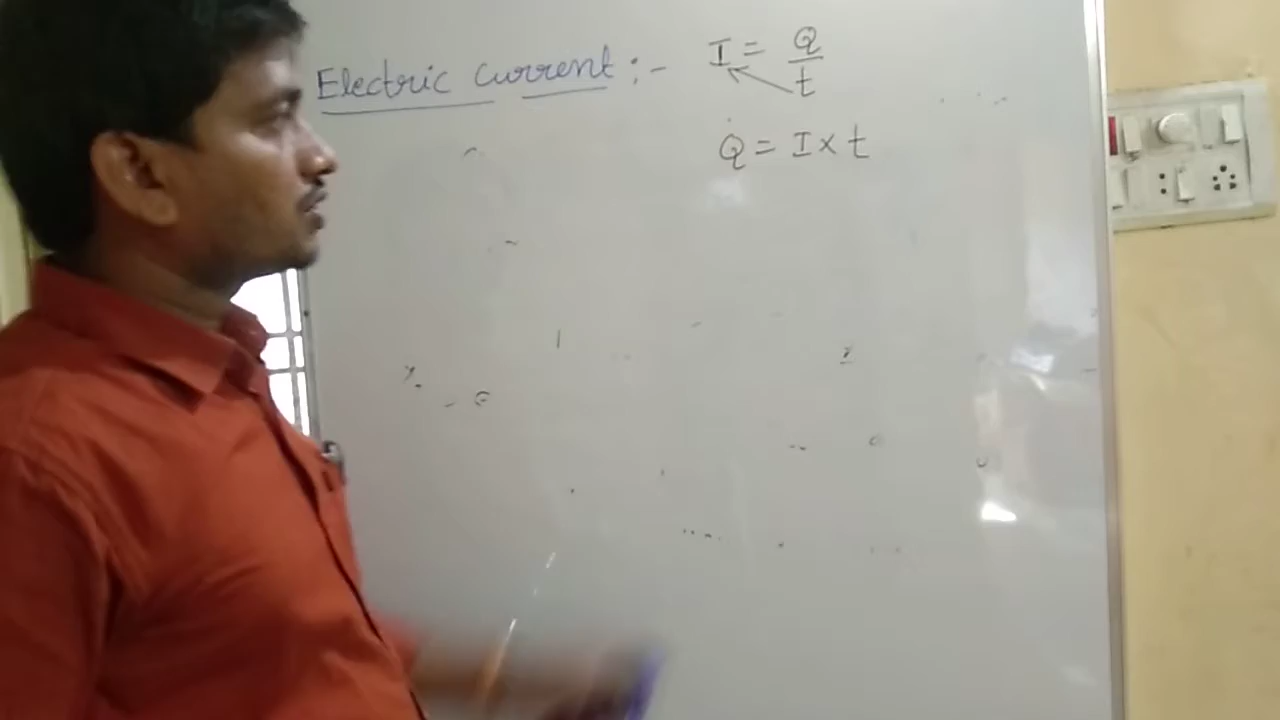 Electric Current :- I = Q/t
Q = I × t